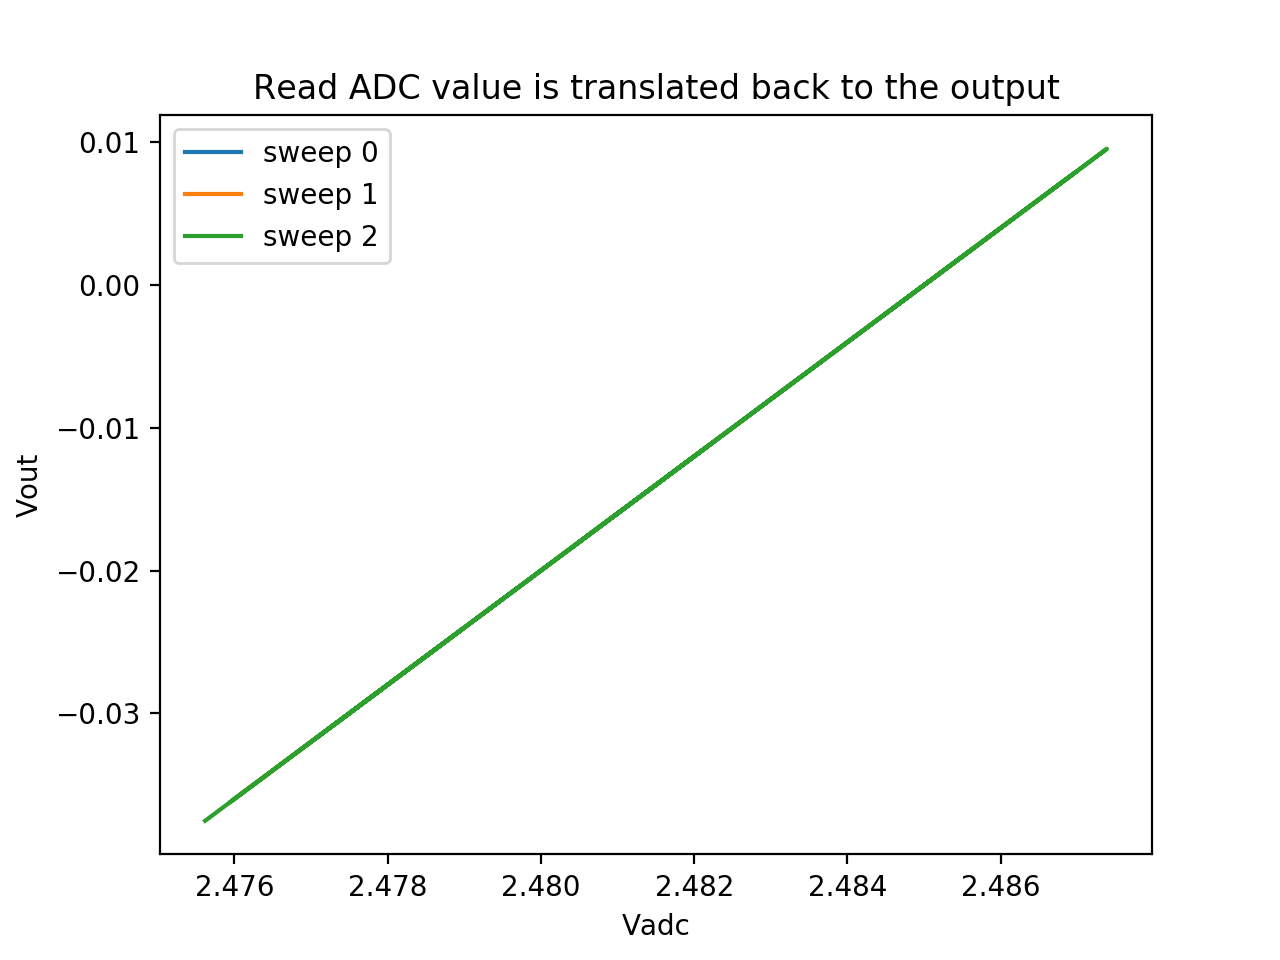 Read ADC value is translated back to the output
sweep 0
sweep 1
sweep 2
0.01
0.00
−0.01
−0.02
−0.03
Vout
2.476 2.478 2.480 2.482 2.484 2.486
Vadc